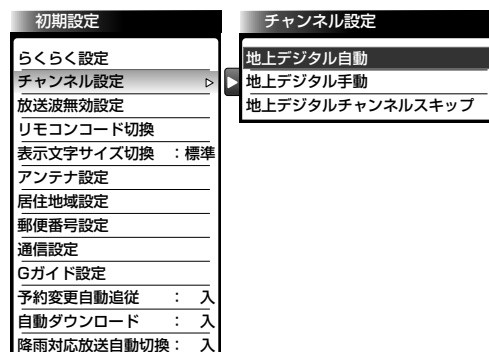 初期設定
らくらく設定
チャンネル設定
放送波無効設定
リモコンコード切換
表示文字サイズ切換 ：標準
アンテナ設定
居住地域設定
郵便番号設定
通信設定
Gガイド設定
予約変更自動追従 ： 入
自動ダウンロード ： 入
降雨対応放送自動切換： 入
チャンネル設定
地上デジタル自動
地上デジタル手動
地上デジタルチャンネルスキップ